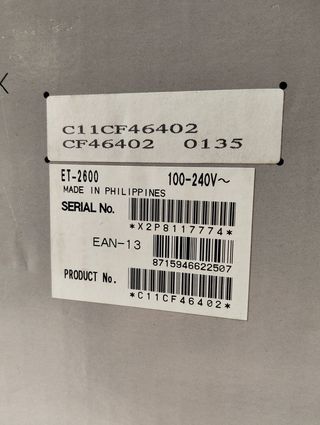 C11CF46402
CF46402 0135
ET-2600 100-240V～
MADE IN PHILIPPINES
SERIAL No.
*X2P8117774*
EAN-13
8715946622507
PRODUCT No.
*C11CF46402*